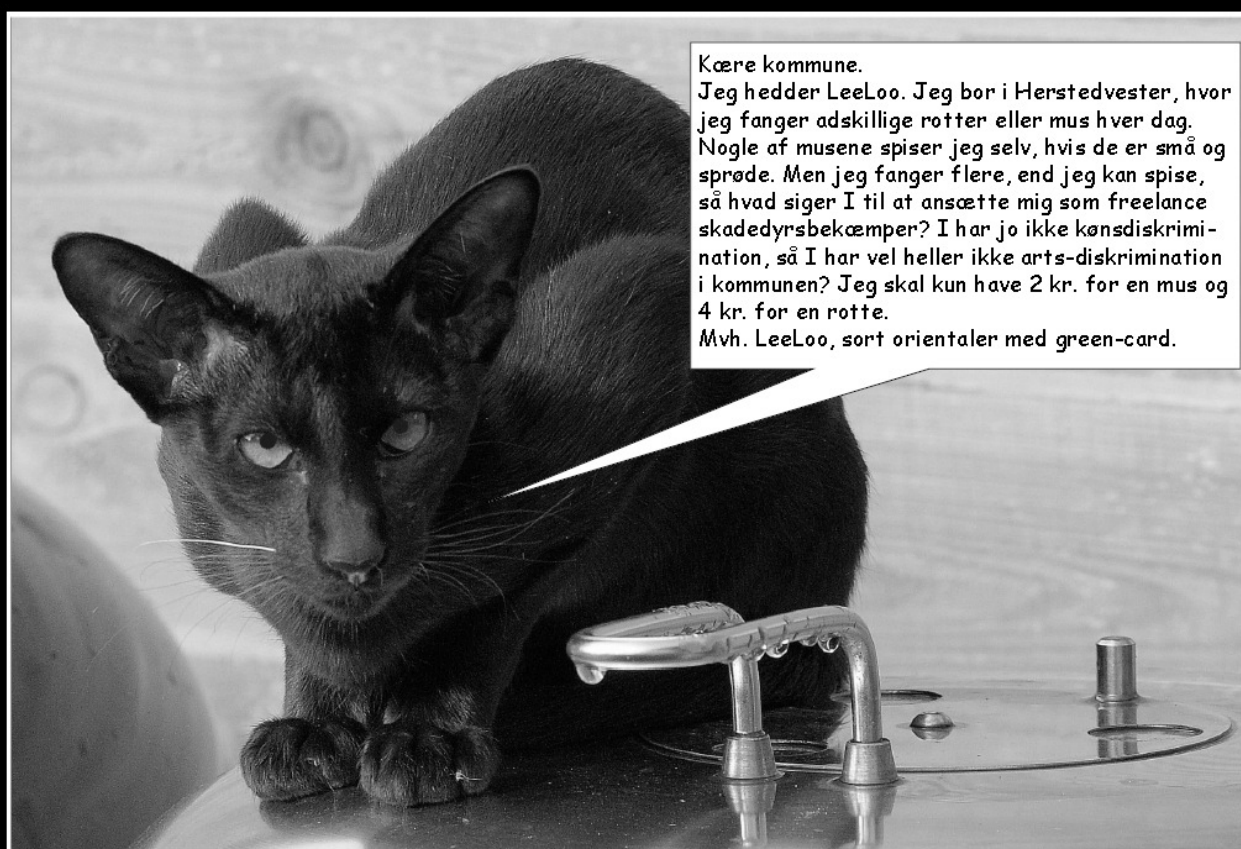 Kære kommune.
Jeg hedder LeeLoo. Jeg bor i Herstedvester, hvor
jeg fanger adskillige rotter eller mus hver dag.
Nogle af musene spiser jeg selv, hvis de er små og
sprøde. Men jeg fanger flere, end jeg kan spise,
så hvad siger I til at ansætte mig som freelance
skadedyrsbekæmper? I har jo ikke kønsdiskrimi-
nation, så I har vel heller ikke arts-diskrimination
i kommunen? Jeg skal kun have 2 kr. for en mus og
4 kr. for en rotte.
Mvh. LeeLoo, sort orientaler med green-card.